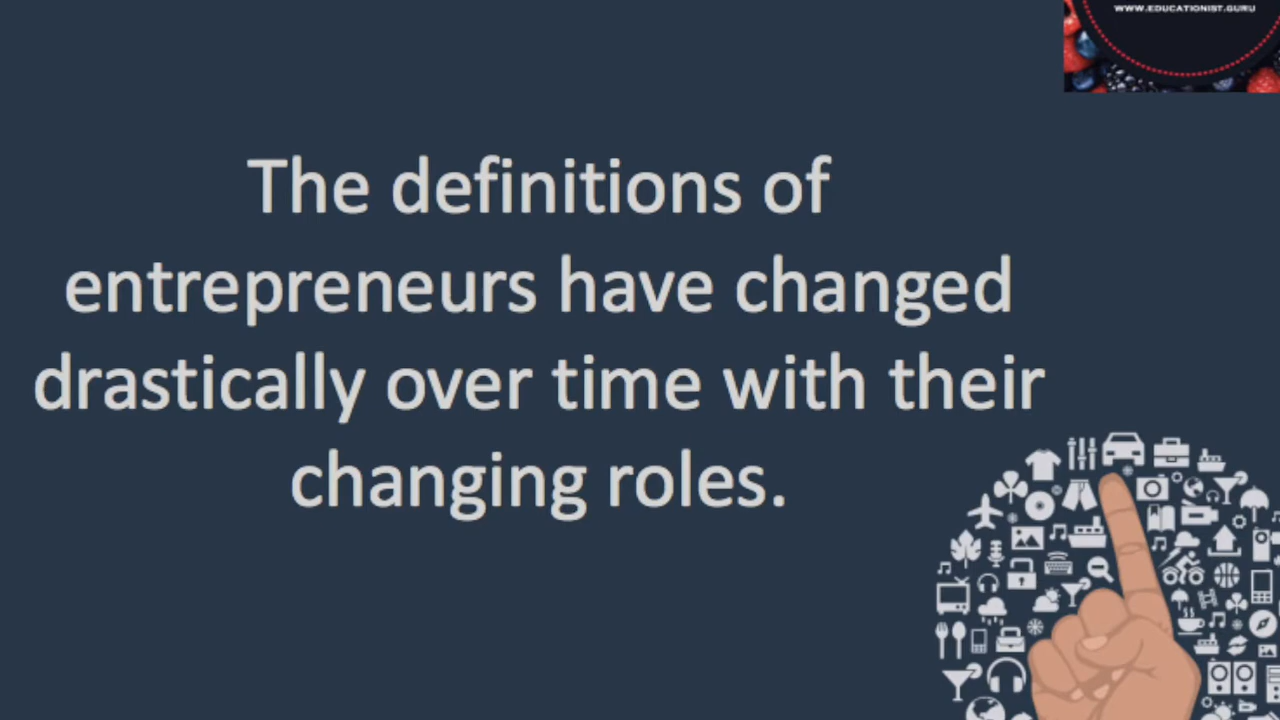 WWW.EDUCATIONIST.GURU
The definitions of
entrepreneurs have changed
drastically over time with their
changing roles.